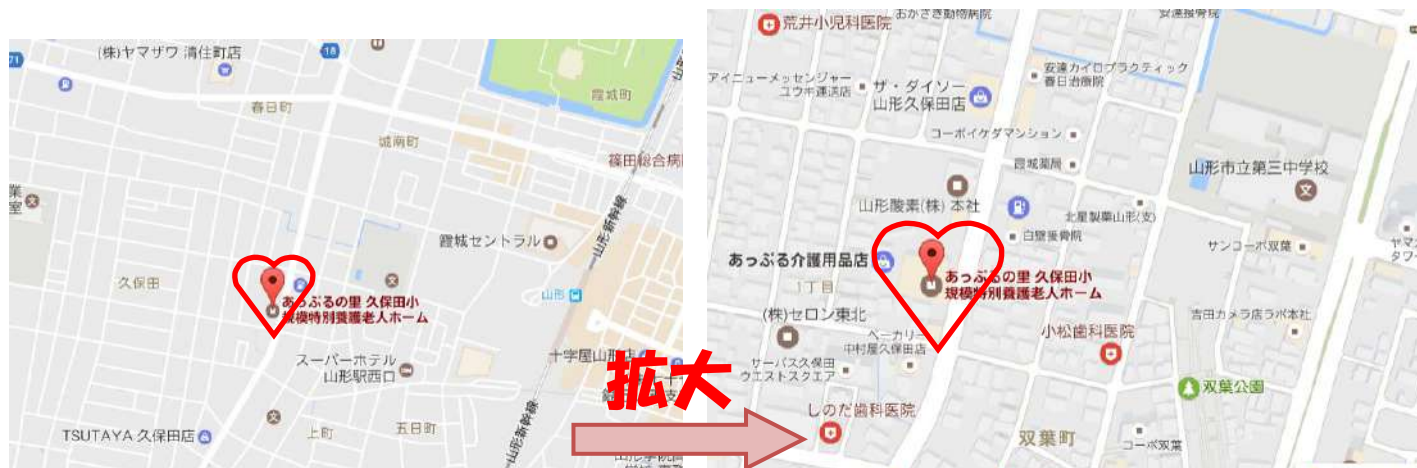 (株)ヤマザワ 清住町店
18
71
春日町
霞城町
城南町
霞城セントラル
山形新幹線
久保田
山形
あっぷるの里 久保田小
規模特別養護老人ホーム
スーパーホテル
山形駅西口
TSUTAYA 久保田店
上町
五日町
山形新幹線
拡大
荒井小児科医院
おかざき動物病院
安達接骨院
アイニューメッセンジャー
ユウキ運送店
ザ・ダイソー
山形久保田店
安達カイロプラクティック
春日治療院
コーポイケダマンション
霞城薬局
山形市立第三中学校
山形酸素(株) 本社
北星製薬山形(支)
サンコーポ双葉
あっぷる介護用品店
1丁目
あっぷるの里 久保田小
規模特別養護老人ホーム
(株)セロン東北
ベーカリー
中村屋久保田店
小松歯科医院
吉田カメラ店ラボ本社
サーパス久保田
ウエストスクエア
双葉公園
しのだ歯科医院
双葉町
コーポ双葉